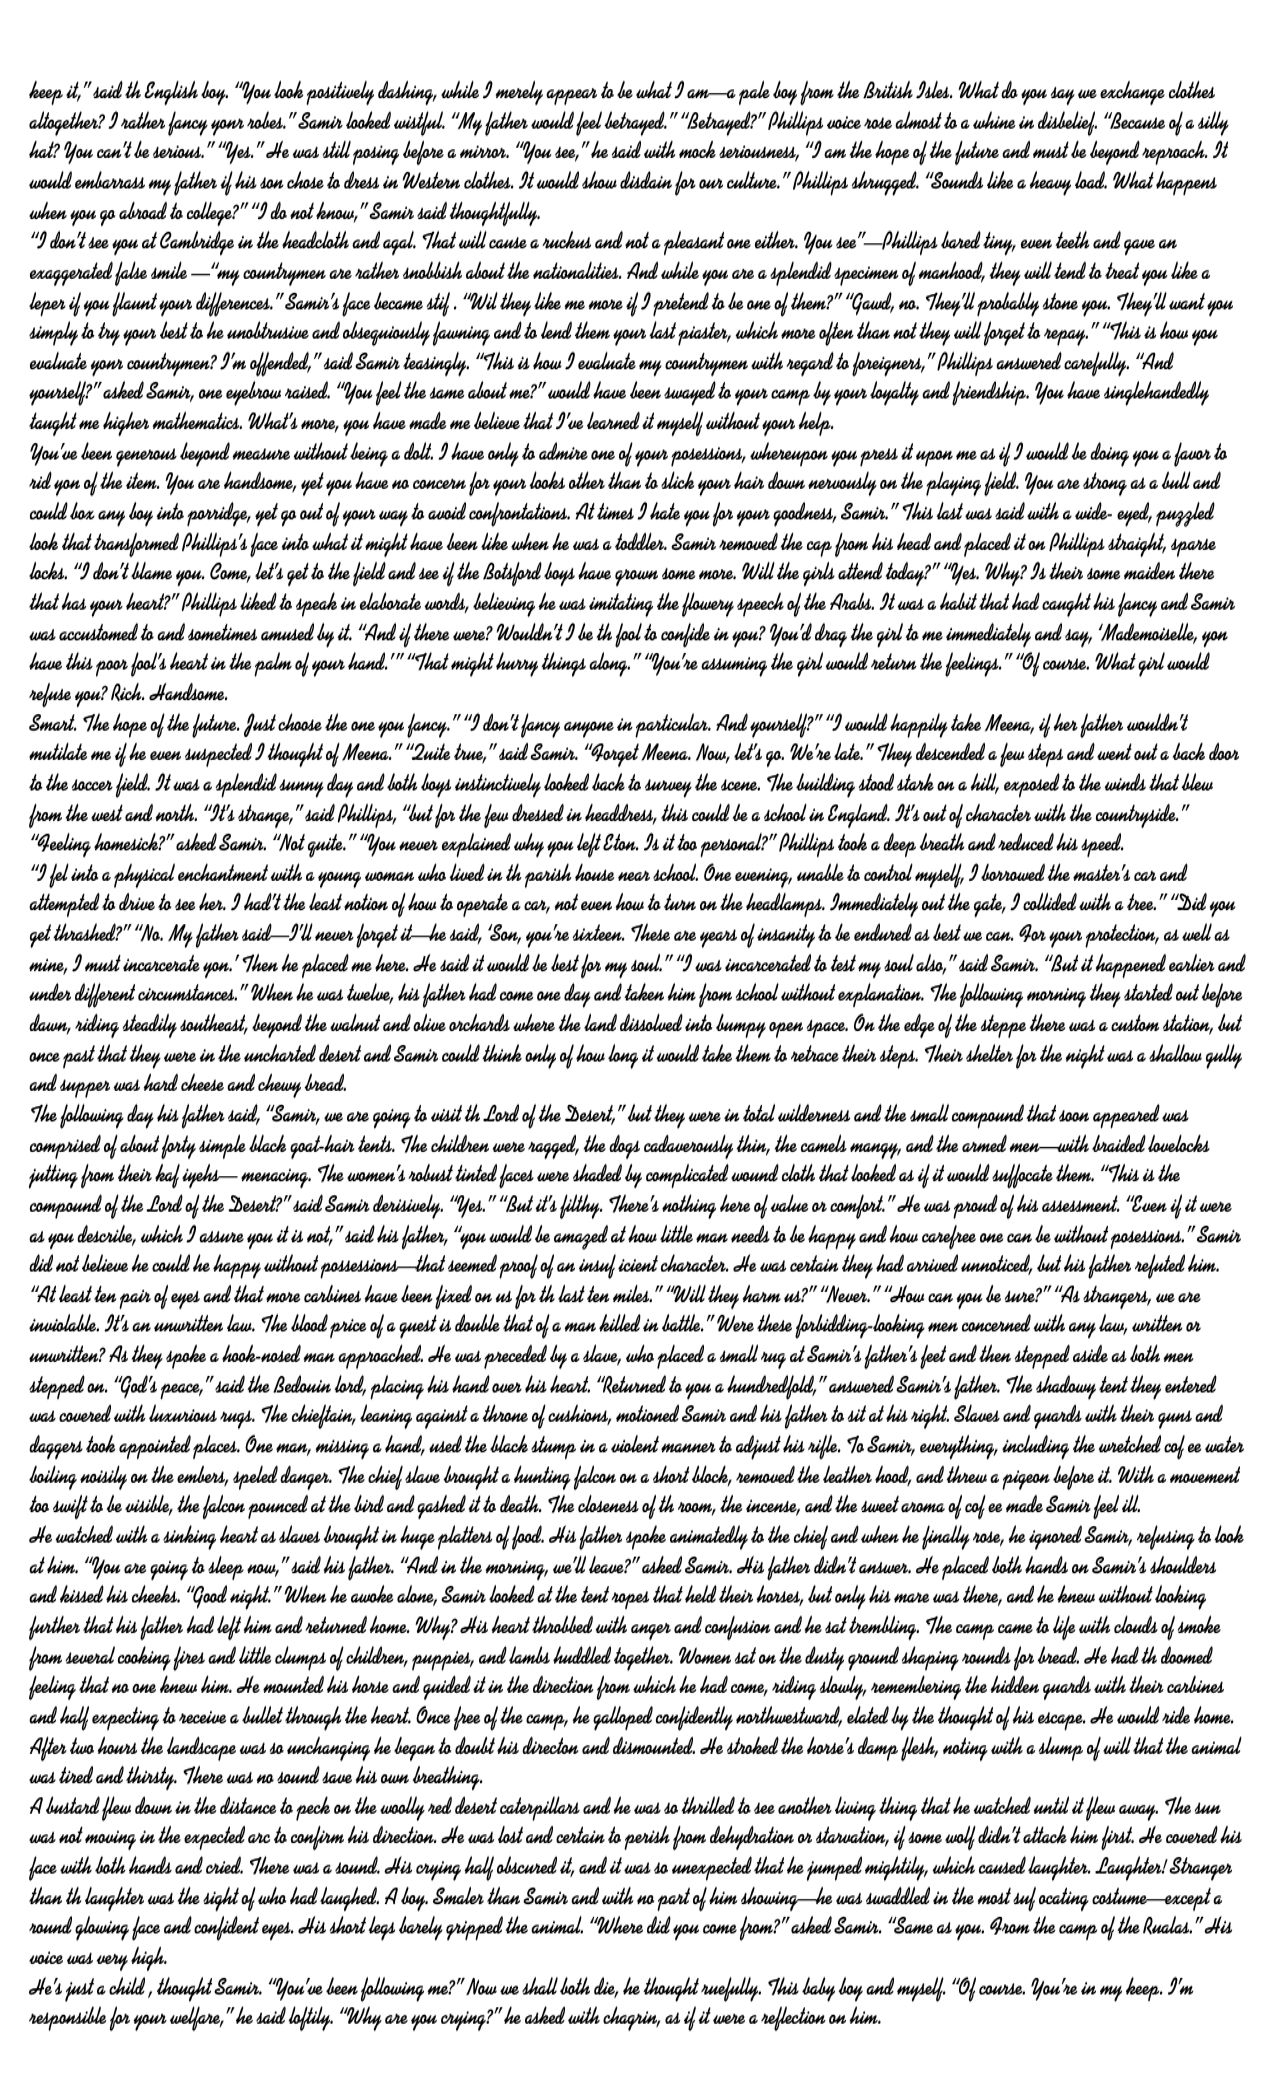 keep it,” said th English boy. “You look positively dashing, while I merely appear to be what I am—a pale boy from the British Isles. What do you say we exchange clothes
altogether? I rather fancy yonr robes.” Samir looked wistful. “My father would feel betrayed.” “Betrayed?” Phillips voice rose almost to a whine in disbelief. “Because of a silly
hat? You can't be serious.” “Yes.” He was still posing before a mirror. “You see,” he said with mock seriousness, “I am the hope of the future and must be beyond reproach. It
would embarrass my father if his son chose to dress in Western clothes. It would show disdain for our culture.” Phillips shrugged. “Sounds like a heavy load. What happens
when you go abroad to college?” “I do not know,” Samir said thoughtfully.
“I don't see you at Cambridge in the headcloth and agal. That will cause a ruckus and not a pleasant one either. You see”—Phillips bared tiny, even teeth and gave an
exaggerated false smile —“my countrymen are rather snobbish about the nationalities. And while you are a splendid specimen of manhood, they will tend to treat you like a
leper if you flaunt your differences.” Samir's face became stif . “Wil they like me more if I pretend to be one of them?” “Gawd, no. They'll probably stone you. They'll want you
simply to try your best to he unobtrusive and obsequiously fawning and to lend them your last piaster, which more often than not they will forget to repay.” “This is how you
evaluate yonr countrymen? I'm offended,” said Samir teasingly. “This is how I evaluate my countrymen with regard to foreigners,” Phillips answered carefully. “And
yourself?” asked Samir, one eyebrow raised. “You feel the same about me?” would have been swayed to your camp by your loyalty and friendship. You have singlehandedly
taught me higher mathematics. What's more, you have made me believe that I've learned it myself without your help.
You've been generous beyond measure without being a dolt. I have only to admire one of your posessions, whereupon you press it upon me as if I would be doing you a favor to
rid yon of the item. You are handsome, yet you have no concern for your looks other than to slick your hair down nervously on the playing field. You are strong as a bull and
could box any boy into porridge, yet go out of your way to avoid confrontations. At times I hate you for your goodness, Samir.” This last was said with a wide- eyed, puzzled
look that transformed Phillips's face into what it might have been like when he was a toddler. Samir removed the cap from his head and placed it on Phillips straight, sparse
locks. “I don't blame you. Come, let's get to the field and see if the Botsford boys have grown some more. Will the girls attend today?” “Yes. Why? Is their some maiden there
that has your heart?” Phillips liked to speak in elaborate words, believing he was imitating the flowery speech of the Arabs. It was a habit that had caught his fancy and Samir
was accustomed to and sometimes amused by it. “And if there were? Wouldn't I be th fool to confide in you? You'd drag the girl to me immediately and say, ‘Mademoiselle, yon
have this poor fool's heart in the palm of your hand.’” “That might hurry things along.” “You're assuming the girl would return the feelings.” “Of course. What girl would
refuse you? Rich. Handsome.
Smart. The hope of the future. Just choose the one you fancy.” “I don't fancy anyone in particular. And yourself?” “I would happily take Meena, if her father wouldn't
mutilate me if he even suspected I thought of Meena.” “Quite true,” said Samir. “Forget Meena. Now, let's go. We're late.” They descended a few steps and went out a back door
to the soccer field. It was a splendid sunny day and both boys instinctively looked back to survey the scene. The building stood stark on a hill, exposed to the winds that blew
from the west and north. “It's strange,” said Phillips, “but for the few dressed in headdress, this could be a school in England. It's out of character with the countryside.”
“Feeling homesick?” asked Samir. “Not quite.” “You never explained why you left Eton. Is it too personal?” Phillips took a deep breath and reduced his speed.
“I fel into a physical enchantment with a young woman who lived in th parish house near school. One evening, unable to control myself, I borrowed the master's car and
attempted to drive to see her. I had't the least notion of how to operate a car, not even how to turn on the headlamps. Immediately out the gate, I collided with a tree.” “Did you
get thrashed?” “No. My father said—I'll never forget it—he said, ‘Son, you're sixteen. These are years of insanity to be endured as best we can. For your protection, as well as
mine, I must incarcerate yon.’ Then he placed me here. He said it would be best for my soul.” “I was incarcerated to test my soul also,” said Samir. “But it happened earlier and
under different circumstances.” When he was twelve, his father had come one day and taken him from school without explanation. The following morning they started out before
dawn, riding steadily southeast, beyond the walnut and olive orchards where the land dissolved into bumpy open space. On the edge of the steppe there was a custom station, but
once past that they were in the uncharted desert and Samir could think only of how long it would take them to retrace their steps. Their shelter for the night was a shallow gully
and supper was hard cheese and chewy bread.
The following day his father said, “Samir, we are going to visit th Lord of the Desert,” but they were in total wilderness and the small compound that soon appeared was
comprised of about forty simple black goat-hair tents. The children were ragged, the dogs cadaverously thin, the camels mangy, and the armed men—with braided lovelocks
jutting from their kaf iyehs— menacing. The women's robust tinted faces were shaded by complicated wound cloth that looked as if it would suffocate them. “This is the
compound of the Lord of the Desert?” said Samir derisively. “Yes.” “But it's filthy. There's nothing here of value or comfort.” He was proud of his assessment. “Even if it were
as you describe, which I assure you it is not,” said his father, “you would be amazed at how little man needs to be happy and how carefree one can be without posessions.” Samir
did not believe he could he happy without possessions—that seemed proof of an insuf icient character. He was certain they had arrived unnoticed, but his father refuted him.
“At least ten pair of eyes and that more carbines have been fixed on us for th last ten miles.” “Will they harm us?” “Never.” “How can you be sure?” “As strangers, we are
inviolable. It's an unwritten law. The blood price of a guest is double that of a man killed in battle.” Were these forbidding-looking men concerned with any law, written or
unwritten? As they spoke a hook-nosed man approached. He was preceded by a slave, who placed a small rug at Samir's father's feet and then stepped aside as both men
stepped on. “God's peace,” said the Bedouin lord, placing his hand over his heart. “Returned to you a hundredfold,” answered Samir's father. The shadowy tent they entered
was covered with luxurious rugs. The chieftain, leaning against a throne of cushions, motioned Samir and his father to sit at his right. Slaves and guards with their guns and
daggers took appointed places. One man, missing a hand, used the black stump in a violent manner to adjust his rifle. To Samir, everything, including the wretched cof ee water
boiling noisily on the embers, speled danger. The chief slave brought a hunting falcon on a short block, removed the leather hood, and threw a pigeon before it. With a movement
too swift to be visible, the falcon pounced at the bird and gashed it to death. The closeness of th room, the incense, and the sweet aroma of cof ee made Samir feel ill.
He watched with a sinking heart as slaves brought in huge platters of food. His father spoke animatedly to the chief and when he finally rose, he ignored Samir, refusing to look
at him. “You are going to sleep now,” said his father. “And in the morning, we'll leave?” asked Samir. His father didn't answer. He placed both hands on Samir's shoulders
and kissed his cheeks. “Good night.” When he awoke alone, Samir looked at the tent ropes that held their horses, but only his mare was there, and he knew without looking
further that his father had left him and returned home. Why? His heart throbbed with anger and confusion and he sat trembling. The camp came to life with clouds of smoke
from several cooking fires and little clumps of children, puppies, and lambs huddled together. Women sat on the dusty ground shaping rounds for bread. He had th doomed
feeling that no one knew him. He mounted his horse and guided it in the direction from which he had come, riding slowly, remembering the hidden guards with their carbines
and half expecting to receive a bullet through the heart. Once free of the camp, he galloped confidently northwestward, elated by the thought of his escape. He would ride home.
After two hours the landscape was so unchanging he began to doubt his directon and dismounted. He stroked the horse's damp flesh, noting with a slump of will that the animal
was tired and thirsty. There was no sound save his own breathing.
A bustard flew down in the distance to peck on the woolly red desert caterpillars and he was so thrilled to see another living thing that he watched until it flew away. The sun
was not moving in the expected arc to confirm his direction. He was lost and certain to perish from dehydration or starvation, if some wolf didn't attack him first. He covered his
face with both hands and cried. There was a sound. His crying half obscured it, and it was so unexpected that he jumped mightily, which caused laughter. Laughter! Stranger
than th laughter was the sight of who had laughed. A boy. Smaler than Samir and with no part of him showing—he was swaddled in the most suf ocating costume—except a
round glowing face and confident eyes. His short legs barely gripped the animal. “Where did you come from?” asked Samir. “Same as you. From the camp of the Rualas.” His
voice was very high.
He's just a child , thought Samir. “You've been following me?” Now we shall both die, he thought ruefully. This baby boy and myself. “Of course. You're in my keep. I'm
responsible for your welfare,” he said loftily. “Why are you crying?” he asked with chagrin, as if it were a reflection on him.